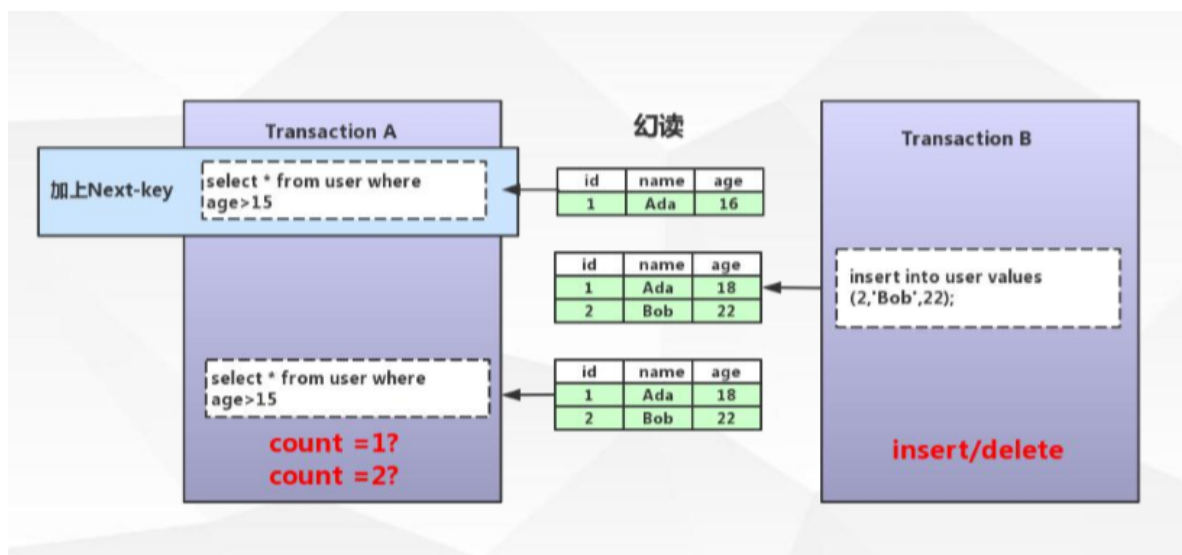 幻读
Transaction A
Transaction B
加上Next-key
select * from user where
age>15
id name age
1 Ada 16
id name age
1 Ada 18
2 Bob 22
insert into user values
(2,'Bob',22);
select * from user where
age>15
id name age
1 Ada 18
2 Bob 22
count =1?
count =2?
insert/delete